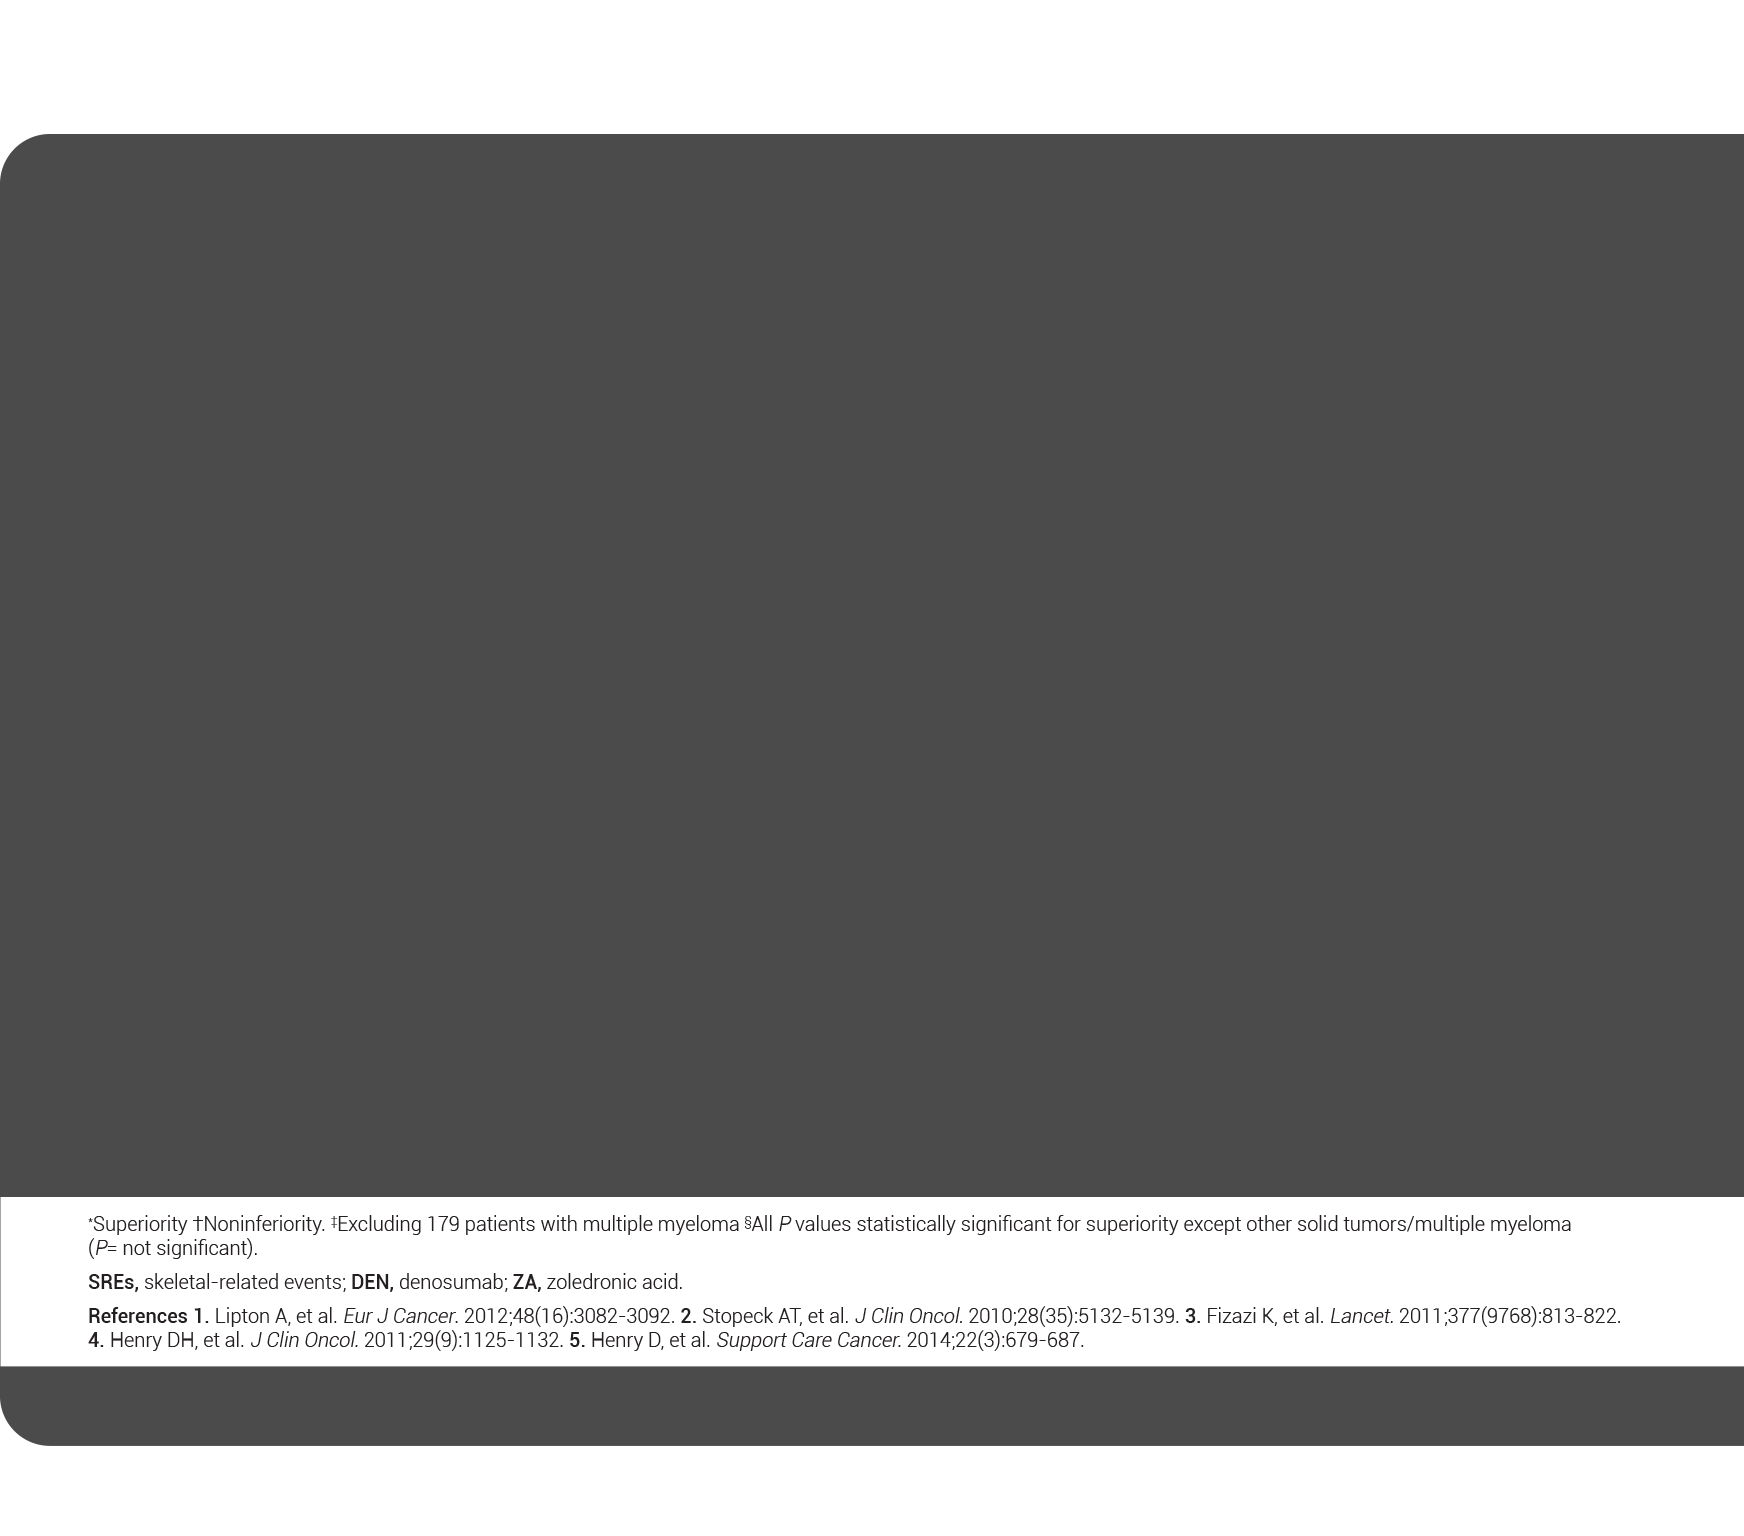 *Superiority †Noninferiority. ‡Excluding 179 patients with multiple myeloma §All P values statistically significant for superiority except other solid tumors/multiple myeloma
(P= not significant).
SREs, skeletal-related events; DEN, denosumab; ZA, zoledronic acid.
References 1. Lipton A, et al. Eur J Cancer. 2012;48(16):3082-3092. 2. Stopeck AT, et al. J Clin Oncol. 2010;28(35):5132-5139. 3. Fizazi K, et al. Lancet. 2011;377(9768):813-822.
4. Henry DH, et al. J Clin Oncol. 2011;29(9):1125-1132. 5. Henry D, et al. Support Care Cancer. 2014;22(3):679-687.